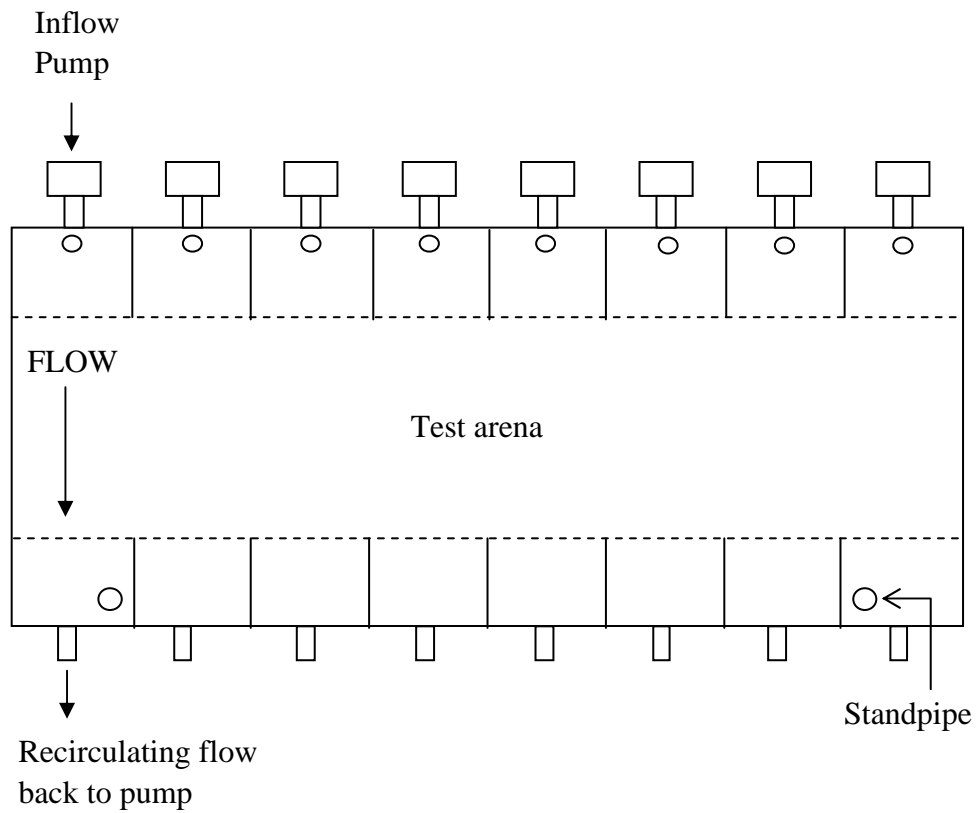 Inflow
Pump
FLOW
Test arena
Standpipe
Recirculating flow
back to pump